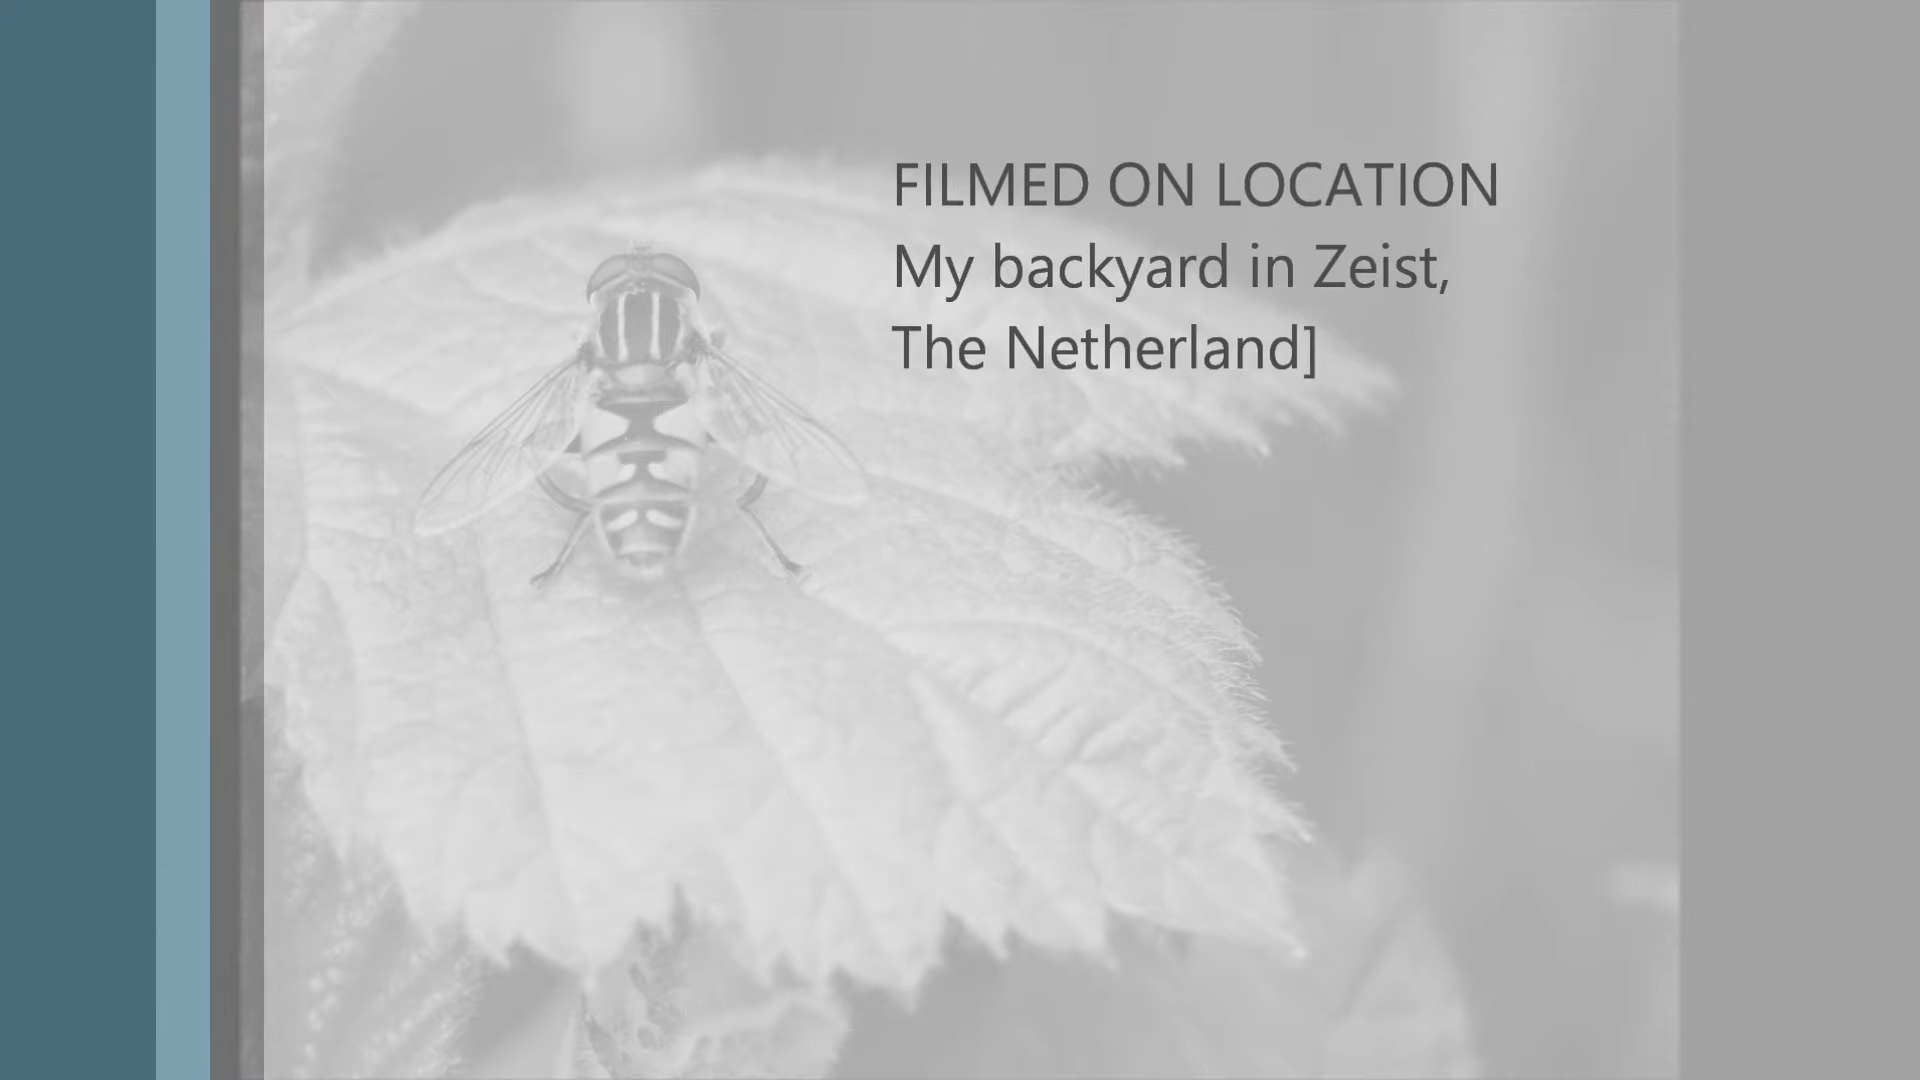 FILMED ON LOCATION
My backyard in Zeist,
The Netherland]